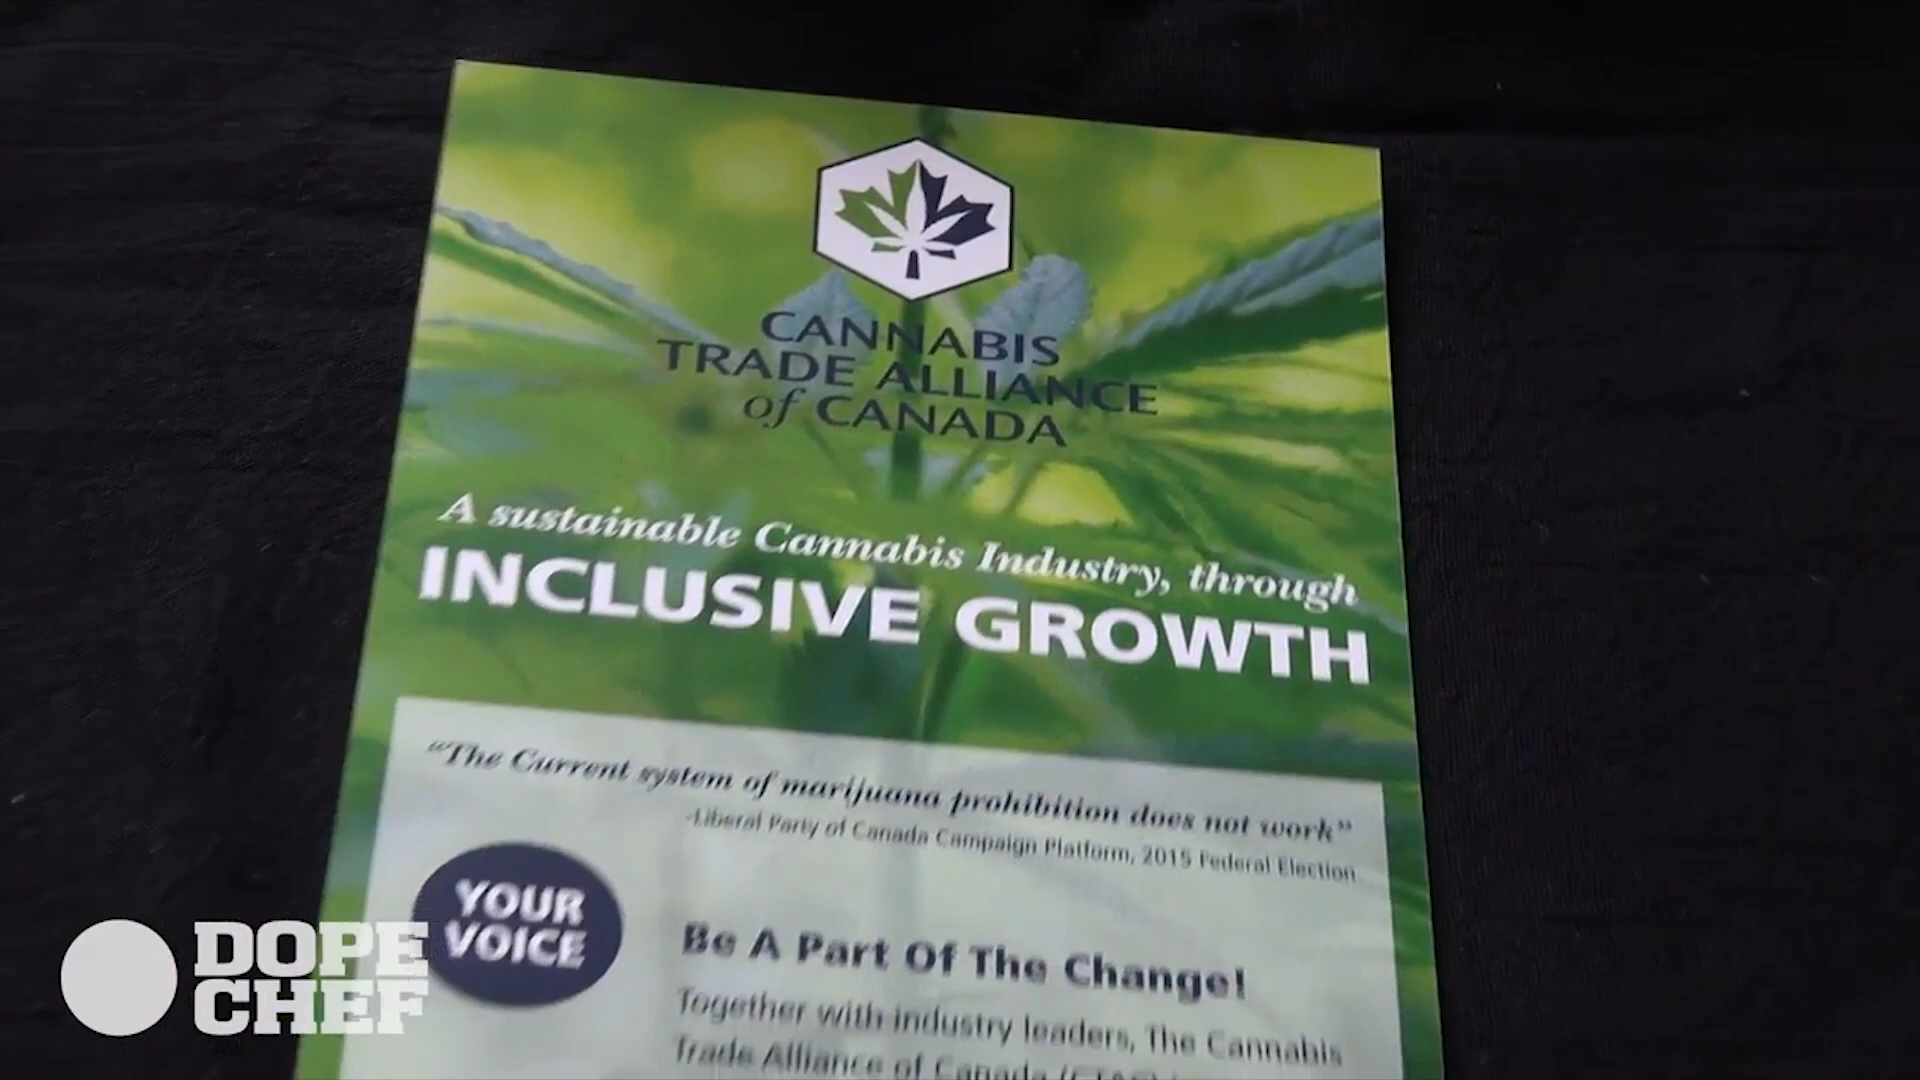 CANNABIS
TRADE ALLIANCE
of CANADA
A sustainable Cannabis Industry, through
INCLUSIVE GROWTH
"The Current system of marijuana prohibition does not work"
-Liberal Party of Canada Campaign Platform, 2015 Federal Election
YOUR
VOICE
Be A Part Of The Change!
Together with industry leaders, The Cannabis
Trade Alliance of Canada (CTAC)
DOPE
CHEF